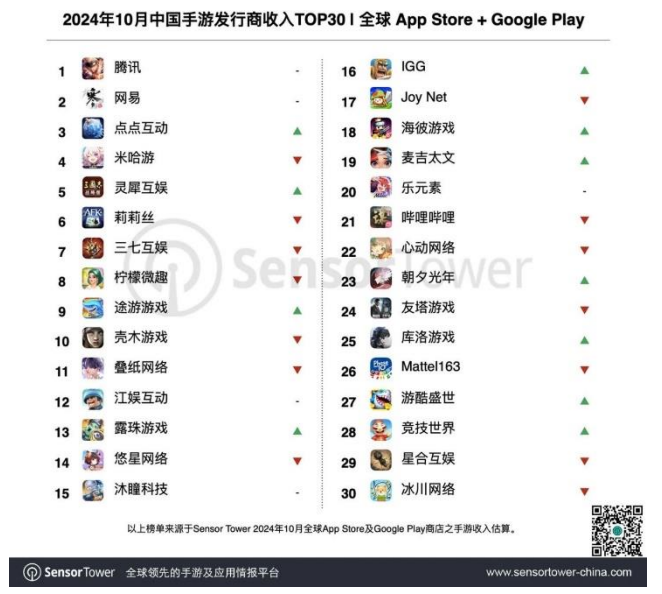 2024年10月中国手游发行商收入TOP30 | 全球 App Store + Google Play
1 腾讯 -
2 网易 -
3 点点互动 ▲
4 米哈游 ▼
5 灵犀互娱 ▲
6 莉莉丝 ▼
7 三七互娱 ▼
8 柠檬微趣 ▼
9 途游游戏 ▲
10 壳木游戏 ▼
11 叠纸网络 ▼
12 江娱互动 -
13 露珠游戏 ▲
14 悠星网络 ▼
15 沐瞳科技 -
16 IGG ▲
17 Joy Net ▼
18 海彼游戏 ▲
19 麦吉太文 ▲
20 乐元素 -
21 哔哩哔哩 ▼
22 心动网络 ▼
23 朝夕光年 ▲
24 友塔游戏 ▼
25 库洛游戏 ▲
26 Mattel163 ▼
27 游酷盛世 ▲
28 竞技世界 ▲
29 星合互娱 ▼
30 冰川网络 ▼
SensorTower
以上榜单来源于Sensor Tower 2024年10月全球App Store及Google Play商店之手游收入估算。
SensorTower 全球领先的手游及应用情报平台
www.sensortower-china.com